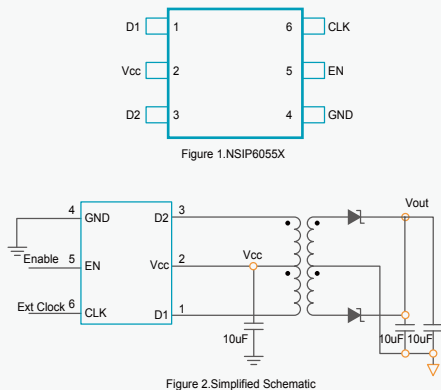 D1 1 6 CLK
Vcc 2 5 EN
D2 3 4 GND
Figure 1.NSIP6055X
4 GND D2 3
Vout
Enable 5 EN Vcc 2 Vcc
Ext Clock 6 CLK D1 1
10uF 10uF 10uF
Figure 2.Simplified Schematic